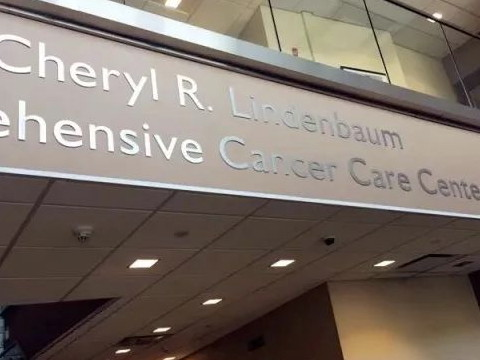 Cheryl R. Lindenbaum
ehensive Cancer Care Cente